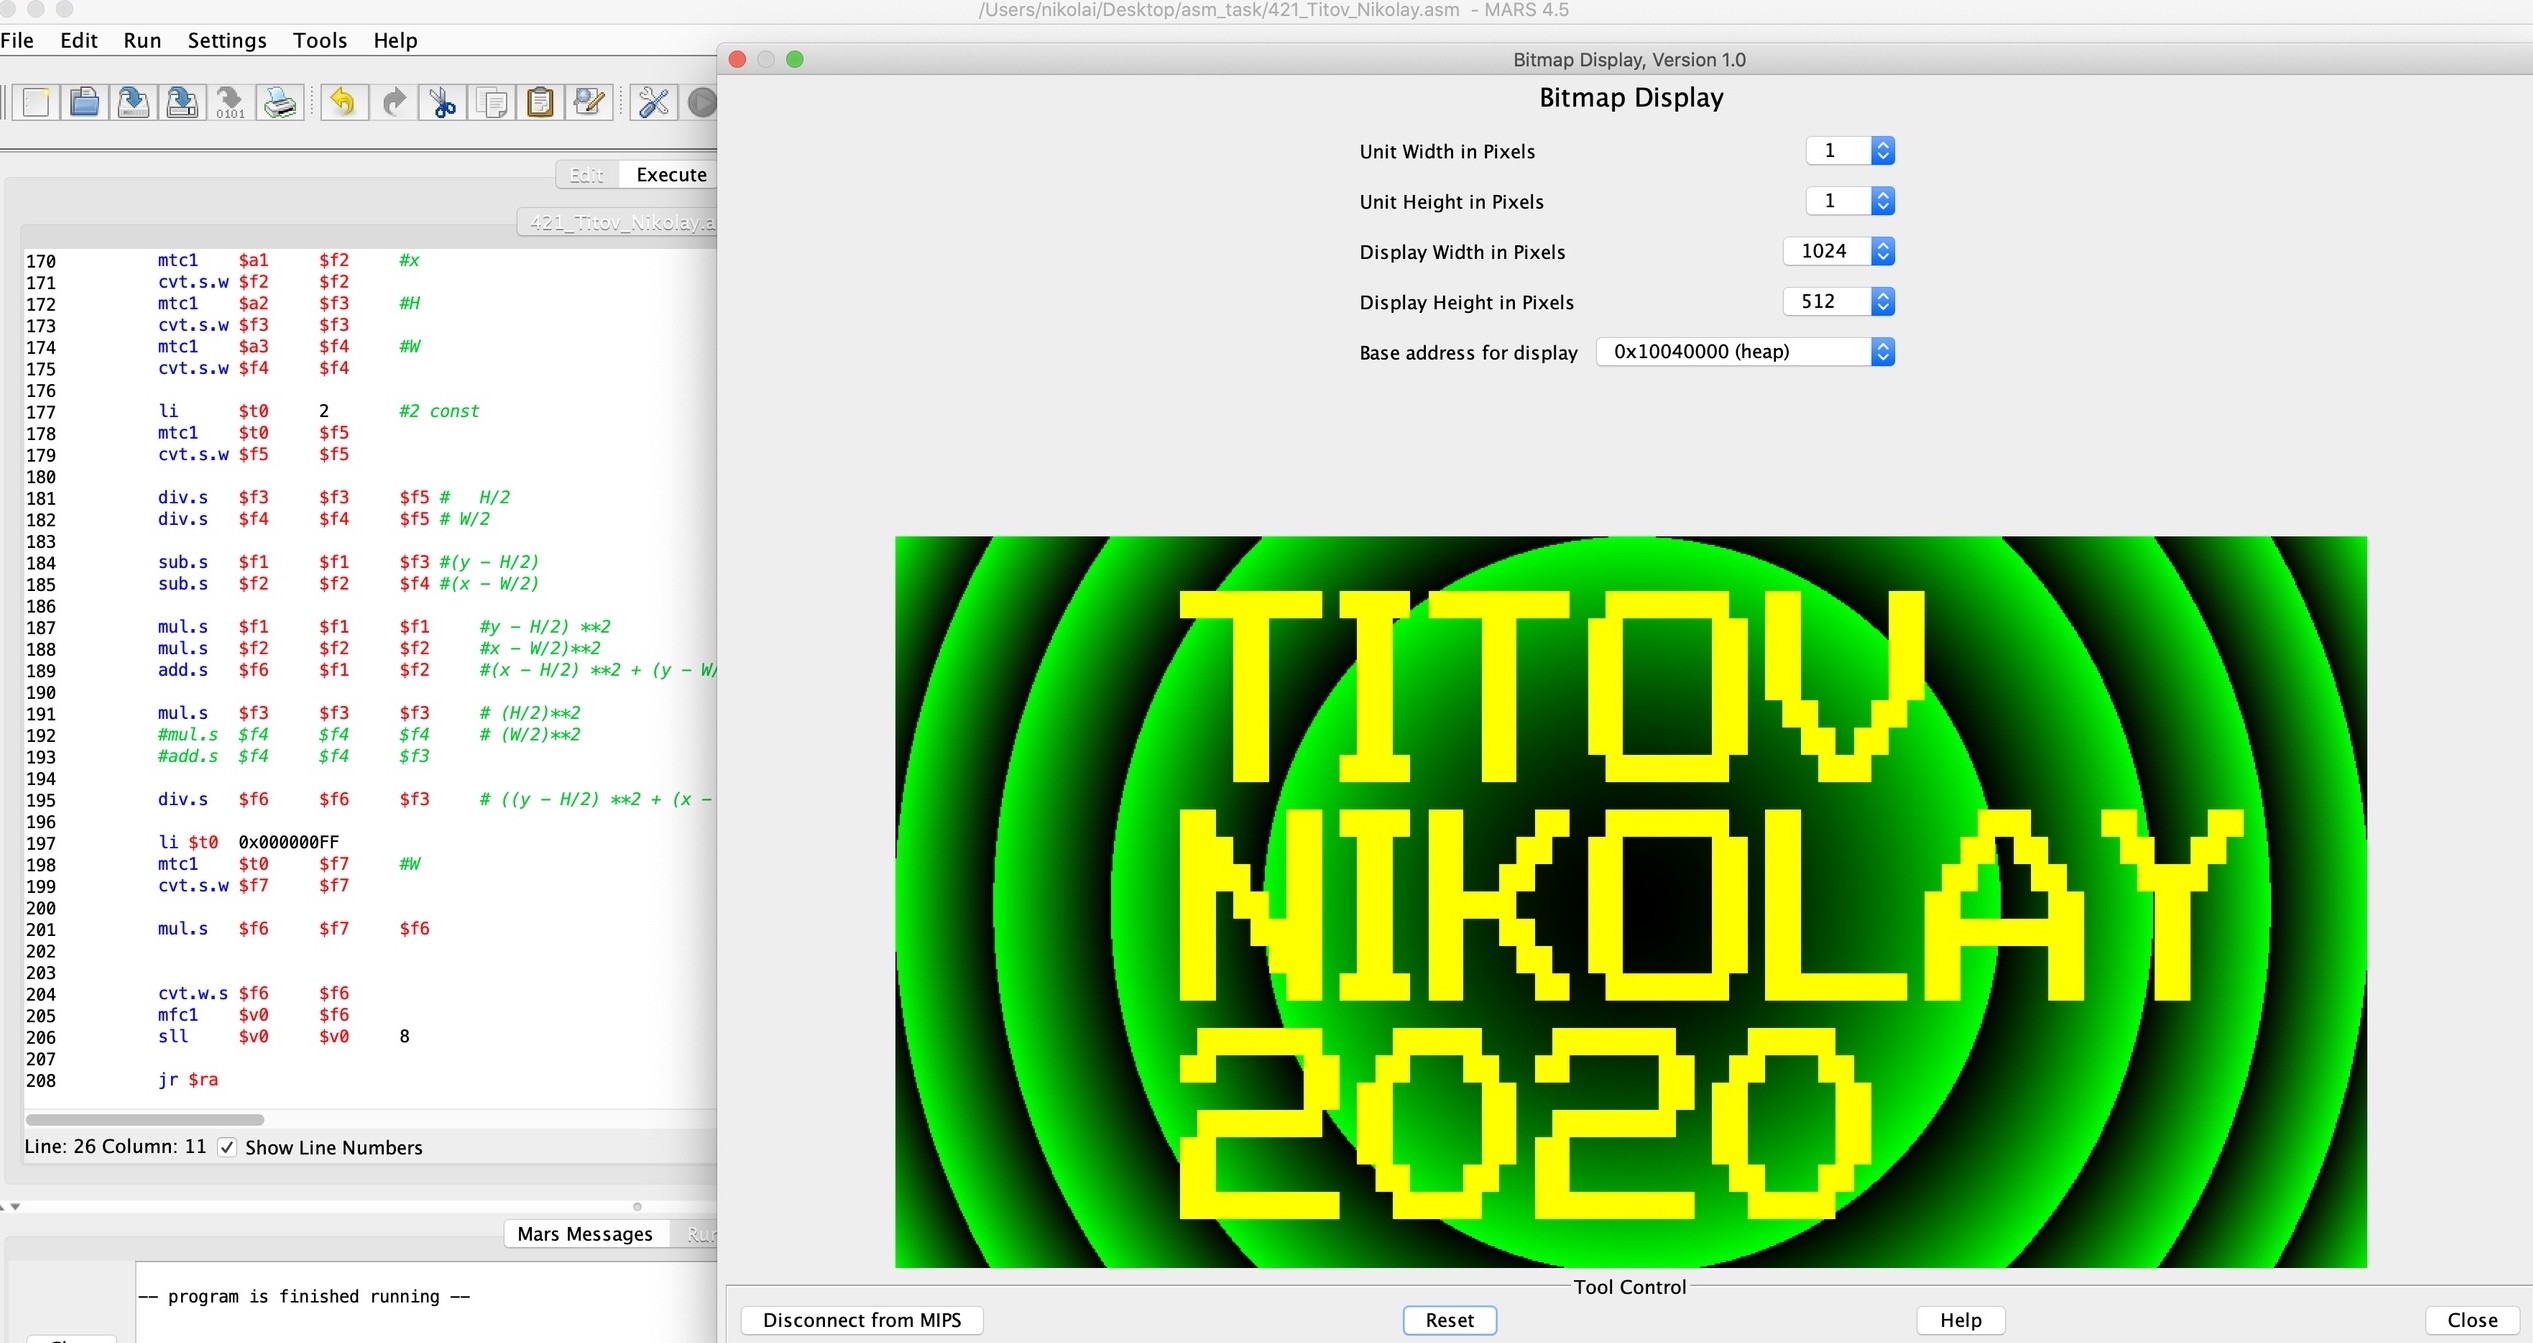 /Users/nikolai/Desktop/asm_task/421_Titov_Nikolay.asm - MARS 4.5
File Edit Run Settings Tools Help
0101
Edit Execute
421_Titov_Nikolay.a
170 mtc1 $a1 $f2 #x
171 cvt.s.w $f2 $f2
172 mtc1 $a2 $f3 #H
173 cvt.s.w $f3 $f3
174 mtc1 $a3 $f4 #W
175 cvt.s.w $f4 $f4
176
177 li $t0 2 #2 const
178 mtc1 $t0 $f5
179 cvt.s.w $f5 $f5
180
181 div.s $f3 $f3 $f5 # H/2
182 div.s $f4 $f4 $f5 # W/2
183
184 sub.s $f1 $f1 $f3 #(y - H/2)
185 sub.s $f2 $f2 $f4 #(x - W/2)
186
187 mul.s $f1 $f1 $f1 #y - H/2) **2
188 mul.s $f2 $f2 $f2 #x - W/2)**2
189 add.s $f6 $f1 $f2 #(x - H/2) **2 + (y - W/
190
191 mul.s $f3 $f3 $f3 # (H/2)**2
192 #mul.s $f4 $f4 $f4 # (W/2)**2
193 #add.s $f4 $f4 $f3
194
195 div.s $f6 $f6 $f3 # ((y - H/2) **2 + (x -
196
197 li $t0 0x000000FF
198 mtc1 $t0 $f7 #W
199 cvt.s.w $f7 $f7
200
201 mul.s $f6 $f7 $f6
202
203
204 cvt.w.s $f6 $f6
205 mfc1 $v0 $f6
206 sll $v0 $v0 8
207
208 jr $ra
Line: 26 Column: 11 Show Line Numbers
Mars Messages Run
-- program is finished running --
Bitmap Display, Version 1.0
Bitmap Display
Unit Width in Pixels 1
Unit Height in Pixels 1
Display Width in Pixels 1024
Display Height in Pixels 512
Base address for display 0x10040000 (heap)
TITOV
NIKOLAY
2020
Tool Control
Disconnect from MIPS Reset Help Close